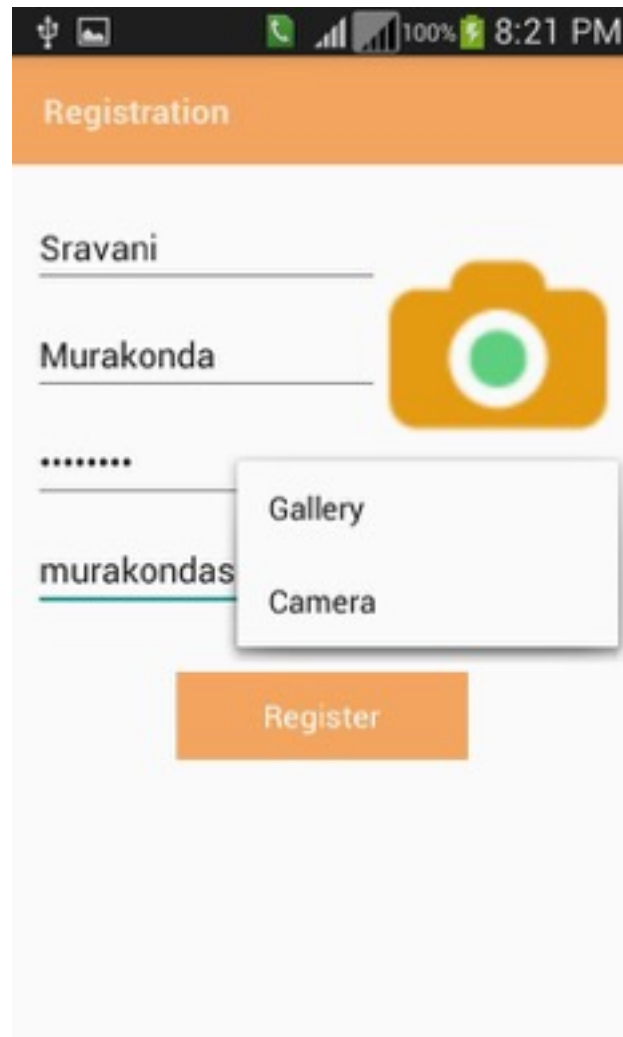 100% 8:21 PM
Registration
Sravani
Murakonda
••••••••
Gallery
murakondas
Camera
Register